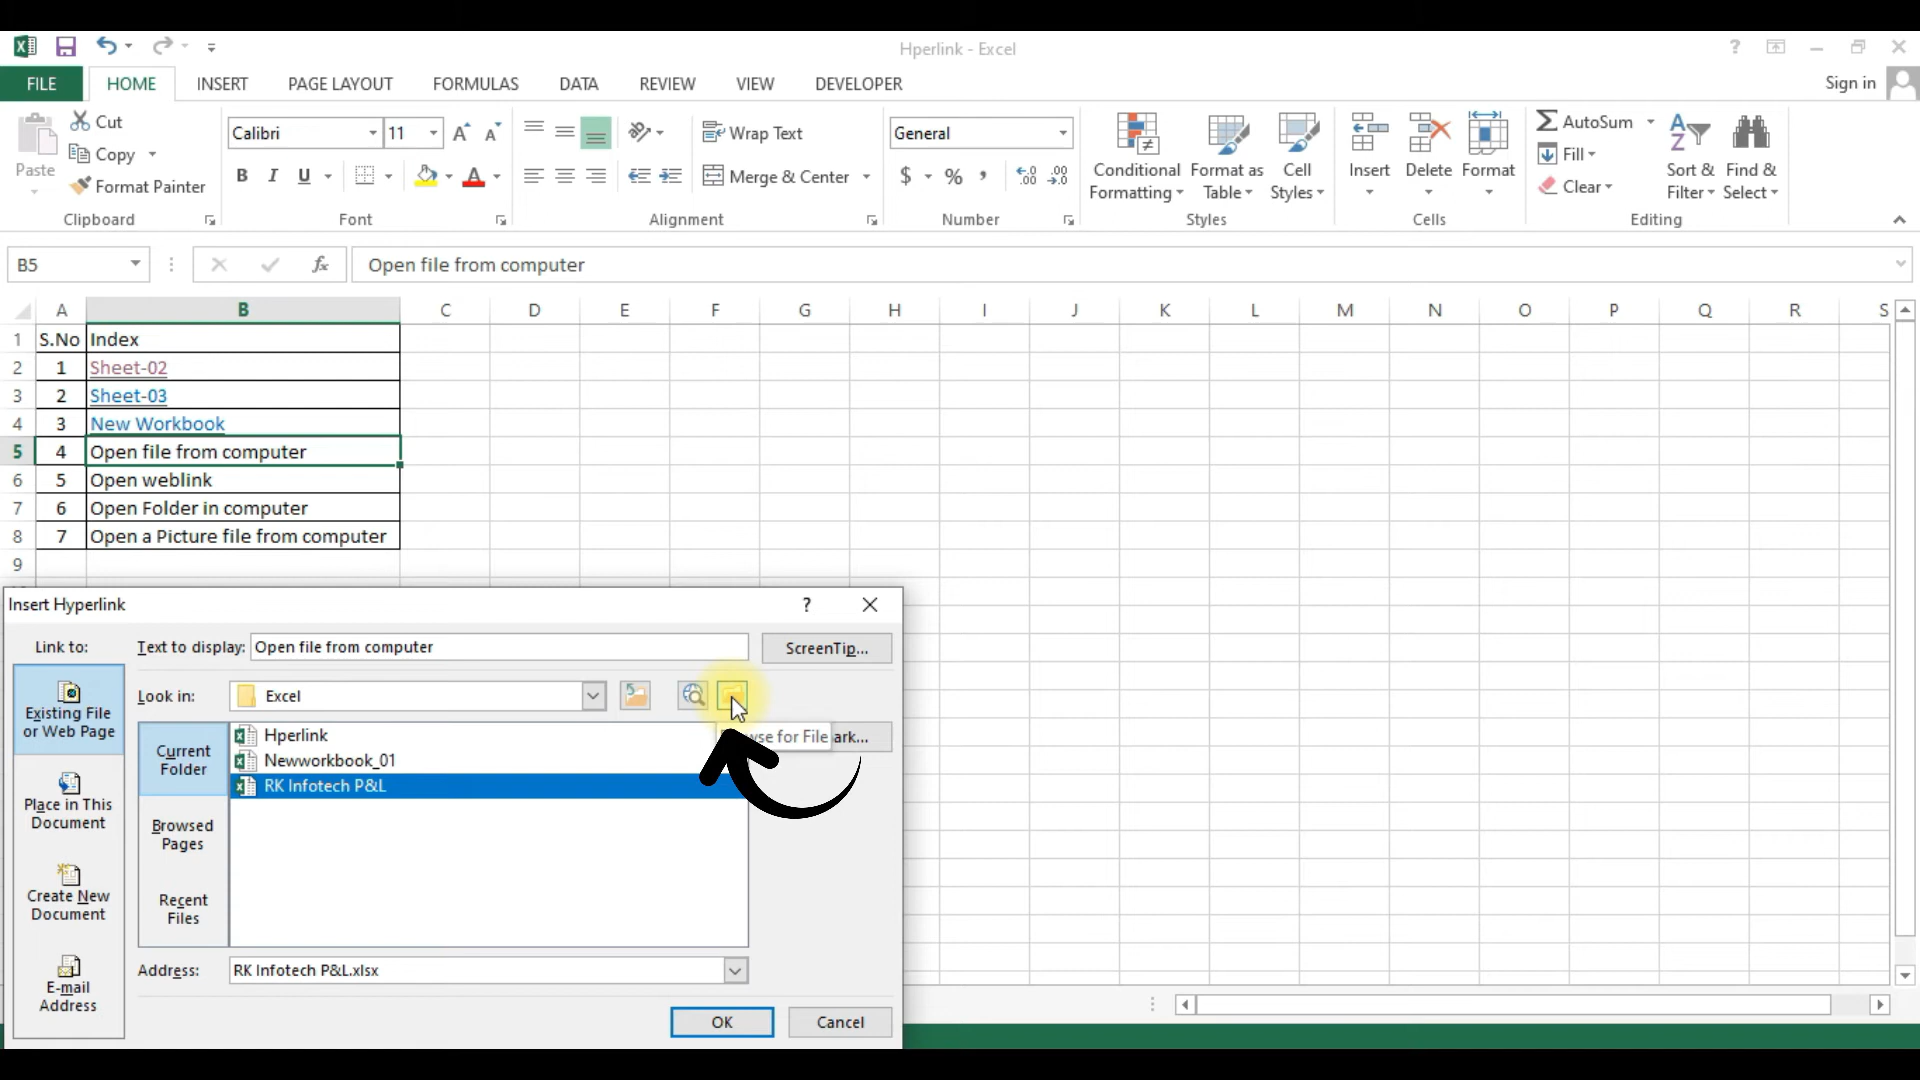 Hperlink - Excel
?
FILE HOME INSERT PAGE LAYOUT FORMULAS DATA REVIEW VIEW DEVELOPER
Sign in
Paste
Cut
Copy
Format Painter
Clipboard
Calibri 11
B I U A
Font
Wrap Text
Merge & Center
Alignment
General
$ % ,
Number
Conditional Formatting
Format as Table
Cell Styles
Styles
Insert Delete Format
Cells
AutoSum
Fill
Clear
Sort & Filter
Find & Select
Editing
B5
fx
Open file from computer
A B C D E F G H I J K L M N O P Q R S
1 S.No Index
2 1 Sheet-02
3 2 Sheet-03
4 3 New Workbook
5 4 Open file from computer
6 5 Open weblink
7 6 Open Folder in computer
8 7 Open a Picture file from computer
9
Insert Hyperlink ?
Link to:
Text to display: Open file from computer
ScreenTip...
Existing File
or Web Page
Place in This
Document
Create New
Document
E-mail
Address
Look in: Excel
for File
Current
Folder
Browsed
Pages
Recent
Files
Hperlink
Newworkbook_01
RK Infotech P&L
Address: RK Infotech P&L.xlsx
OK Cancel